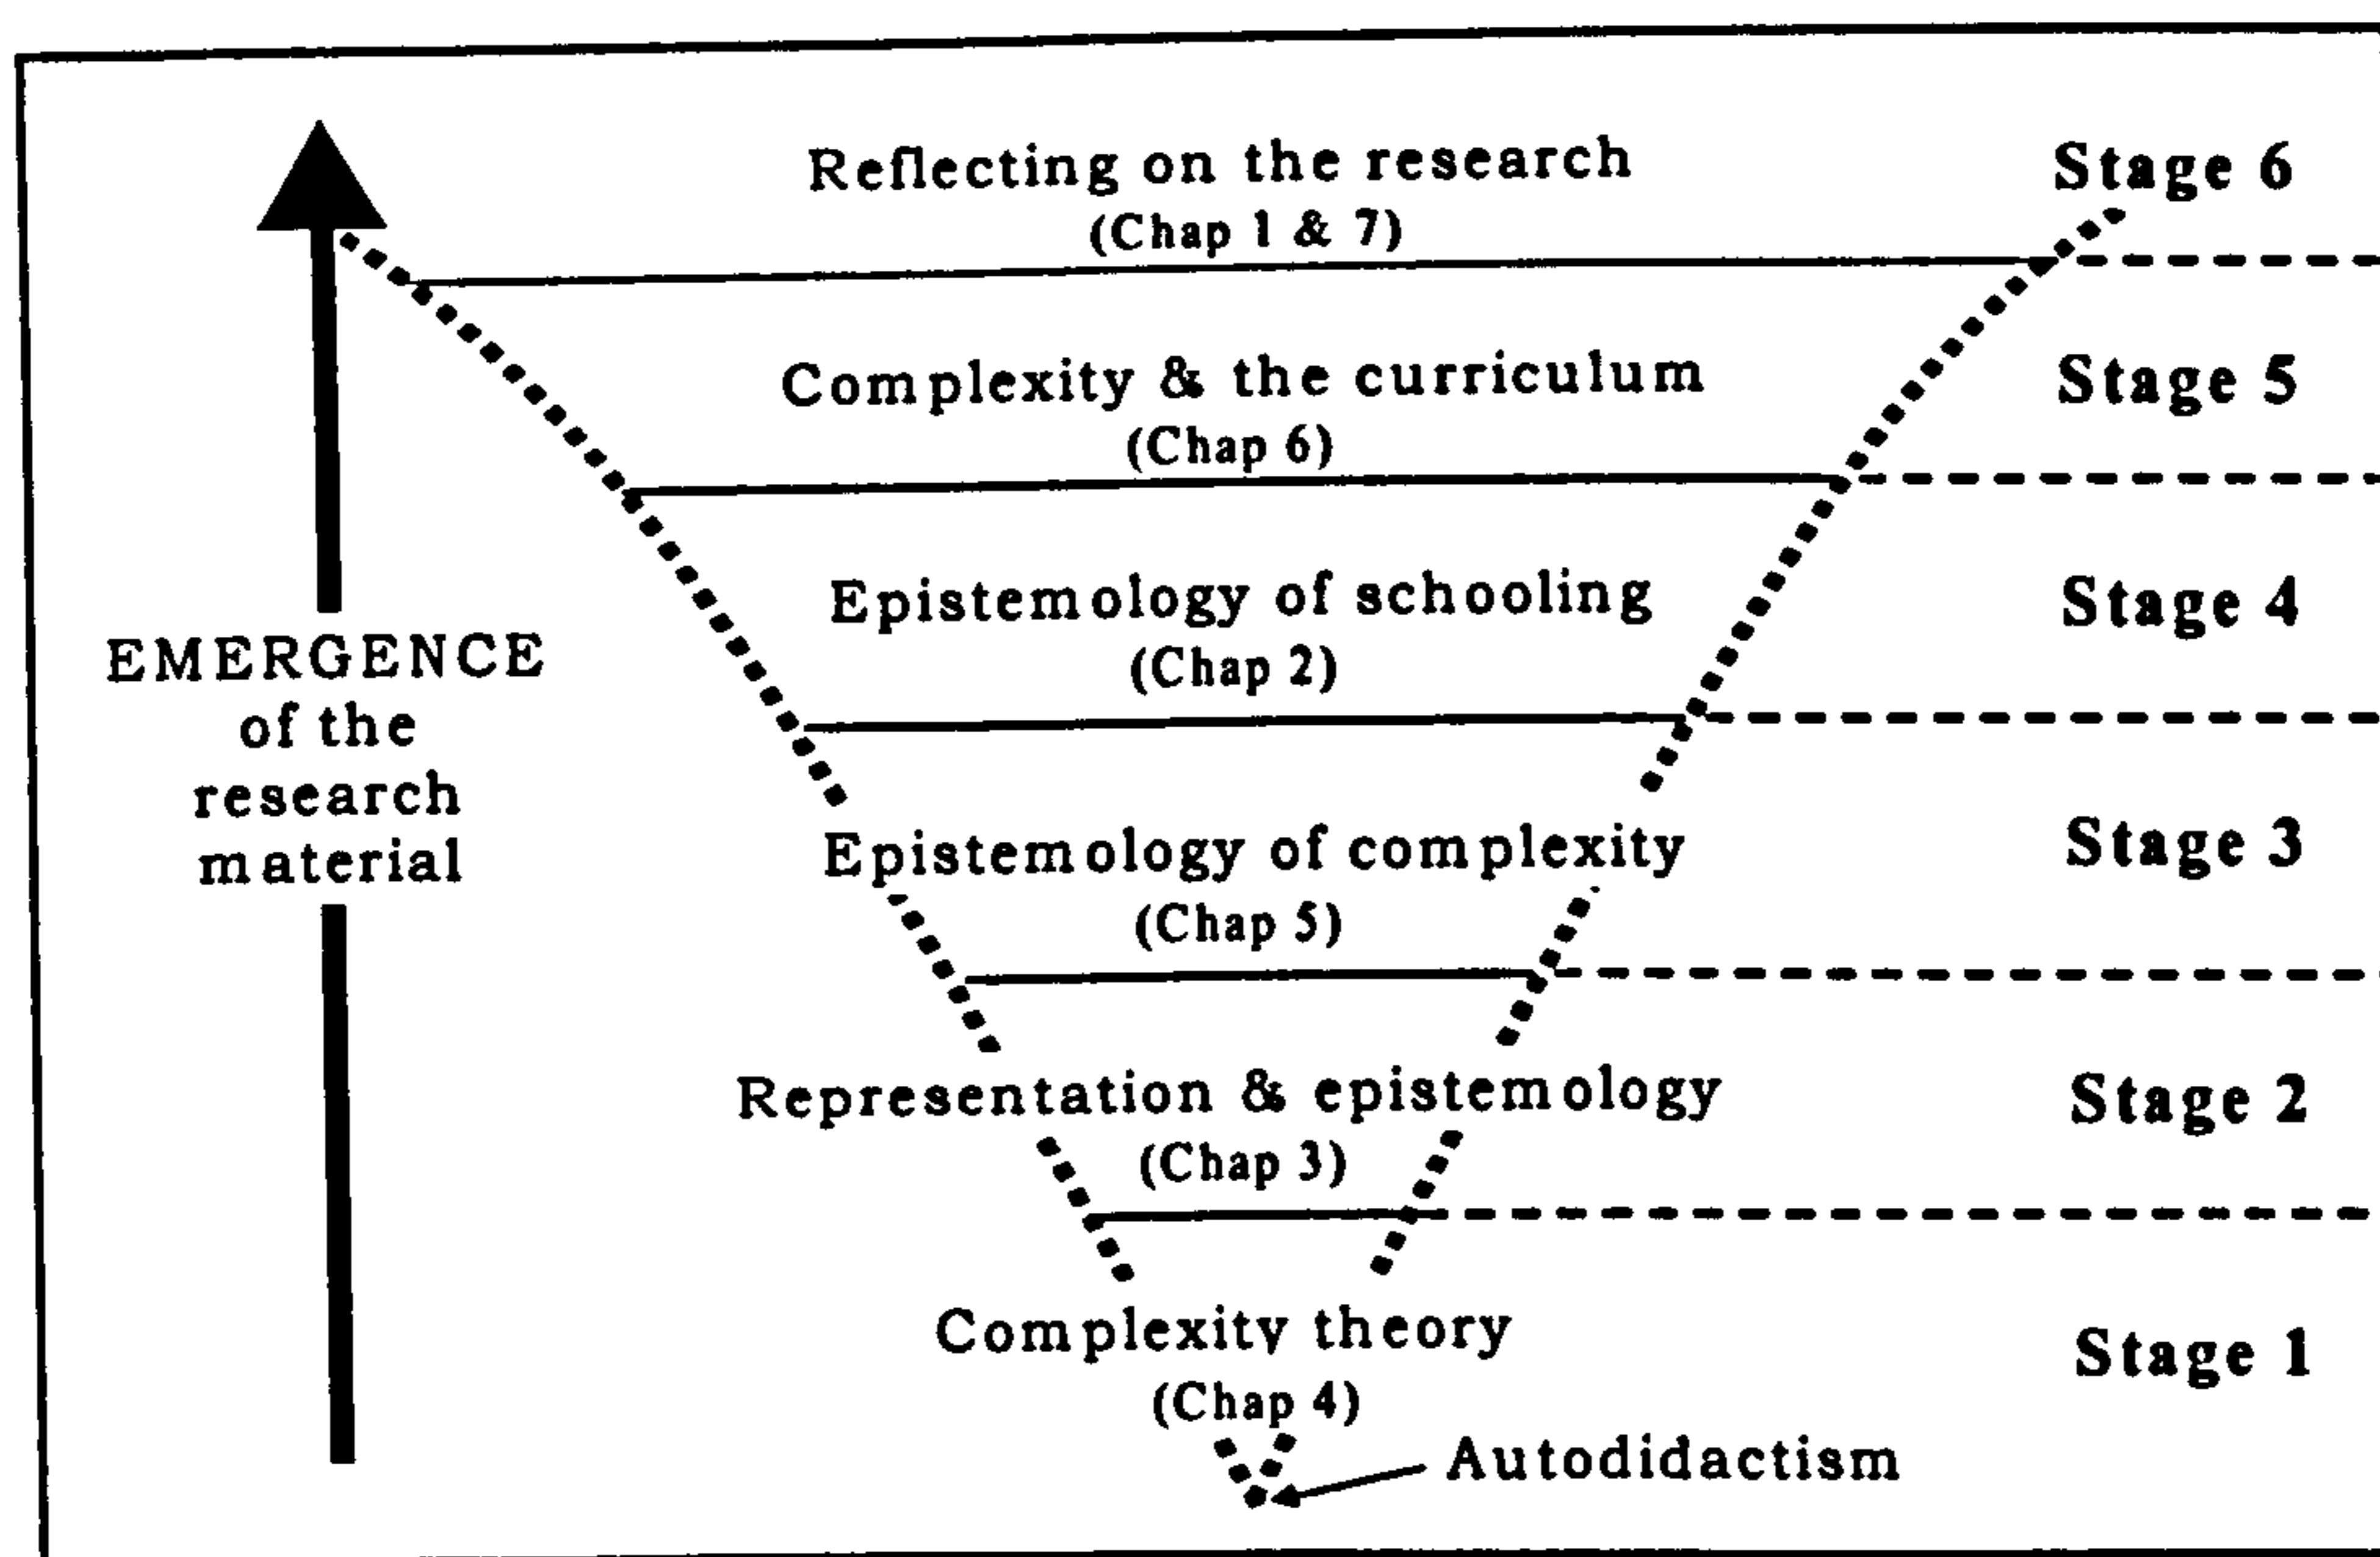 Reflecting on the research
(Chap 1 & 7)
Stage 6
Complexity & the curriculum
(Chap 6)
Stage 5
Epistemology of schooling
(Chap 2)
Stage 4
EMERGENCE
of the
research
material
Epistemology of complexity
(Chap 5)
Stage 3
Representation & epistemology
(Chap 3)
Stage 2
Complexity theory
(Chap 4)
Stage 1
Autodidactism